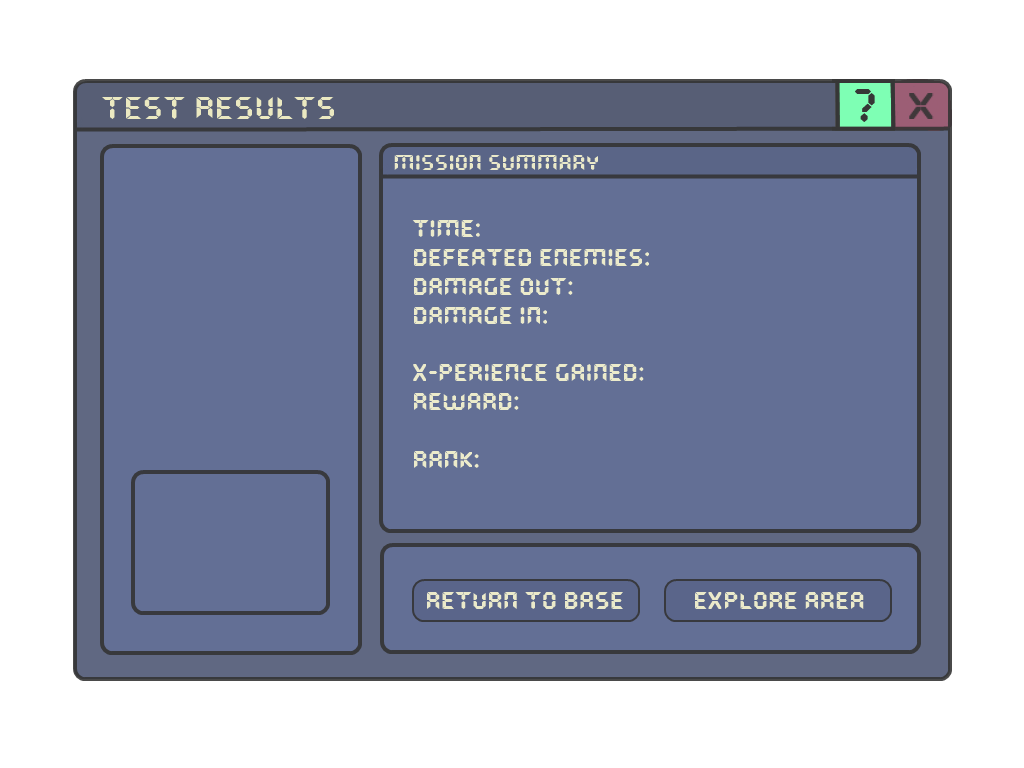 TEST RESULTS
? X
MISSION SUMMARY
TIME:
DEFEATED ENEMIES:
DAMAGE OUT:
DAMAGE IN:
X-PERIENCE GAINED:
REWARD:
RANK:
RETURN TO BASE
EXPLORE AREA